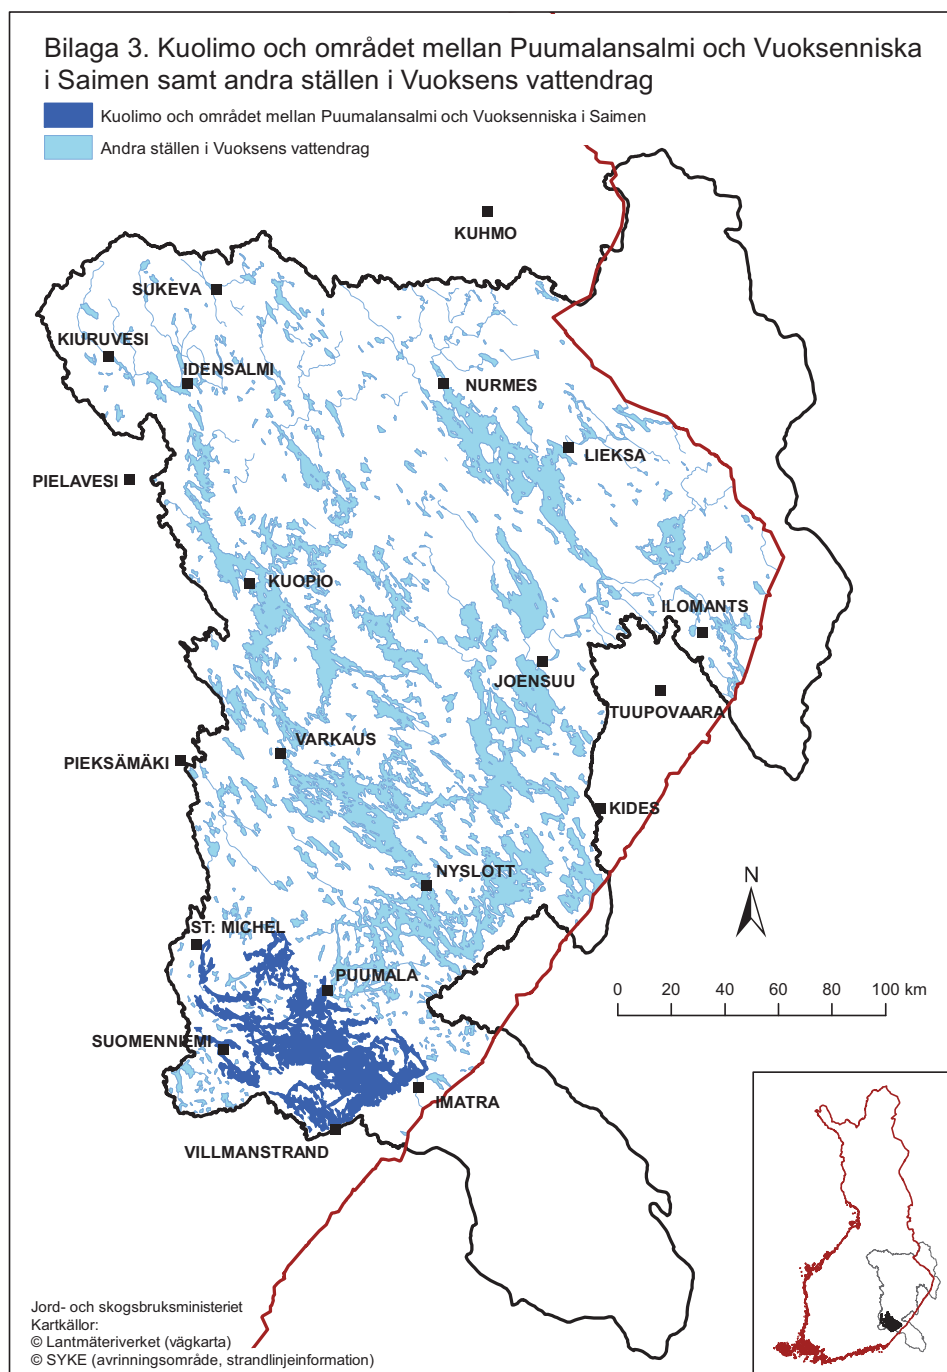 Bilaga 3. Kuolimo och området mellan Puumalansalmi och Vuoksenniska
i Saimen samt andra ställen i Vuoksens vattendrag
Kuolimo och området mellan Puumalansalmi och Vuoksenniska i Saimen
Andra ställen i Vuoksens vattendrag
KUHMO
SUKEVA
KIURUVESI
IDENSALMI
NURMES
LIEKSA
PIELAVESI
KUOPIO
ILOMANTS
JOENSUU
TUUPOVAARA
VARKAUS
PIEKSÄMÄKI
KIDES
NYSLOTT
N
ST: MICHEL
PUUMALA
0 20 40 60 80 100 km
SUOMENNIEMI
IMATRA
VILLMANSTRAND
Jord- och skogsbruksministeriet
Kartkällor:
© Lantmäteriverket (vägkarta)
© SYKE (avrinningsområde, strandlinjeinformation)